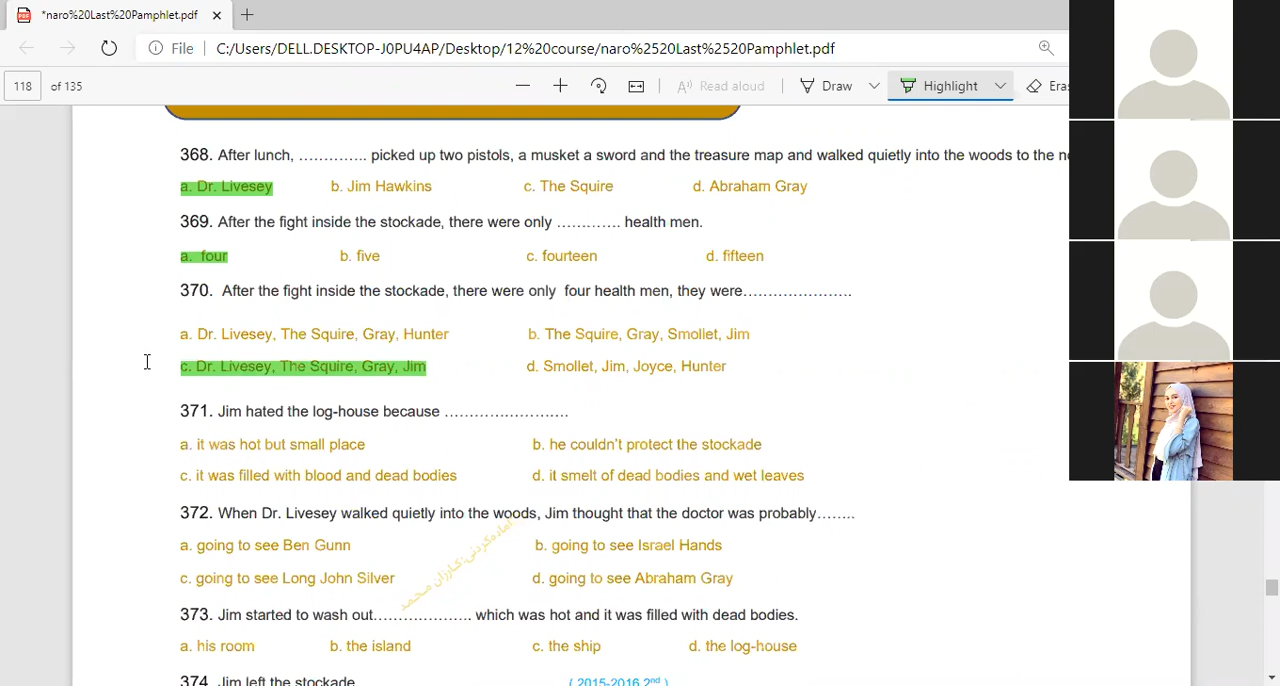 *naro%20Last%20Pamphlet.pdf
File C:/Users/DELL.DESKTOP-J0PU4AP/Desktop/12%20course/naro%2520Last%2520Pamphlet.pdf
118 of 135 Read aloud Draw Highlight Eras
368. After lunch, ………….. picked up two pistols, a musket a sword and the treasure map and walked quietly into the woods to the no
a. Dr. Livesey b. Jim Hawkins c. The Squire d. Abraham Gray
369. After the fight inside the stockade, there were only …………. health men.
a. four b. five c. fourteen d. fifteen
370. After the fight inside the stockade, there were only four health men, they were………………….
a. Dr. Livesey, The Squire, Gray, Hunter b. The Squire, Gray, Smollet, Jim
c. Dr. Livesey, The Squire, Gray, Jim d. Smollet, Jim, Joyce, Hunter
371. Jim hated the log-house because …………………….
a. it was hot but small place b. he couldn't protect the stockade
c. it was filled with blood and dead bodies d. it smelt of dead bodies and wet leaves
372. When Dr. Livesey walked quietly into the woods, Jim thought that the doctor was probably……..
a. going to see Ben Gunn b. going to see Israel Hands
c. going to see Long John Silver d. going to see Abraham Gray
ئامادەکردنی: کارزان محمد
373. Jim started to wash out……………….. which was hot and it was filled with dead bodies.
a. his room b. the island c. the ship d. the log-house
374. Jim left the stockade (2015-2016 2nd)